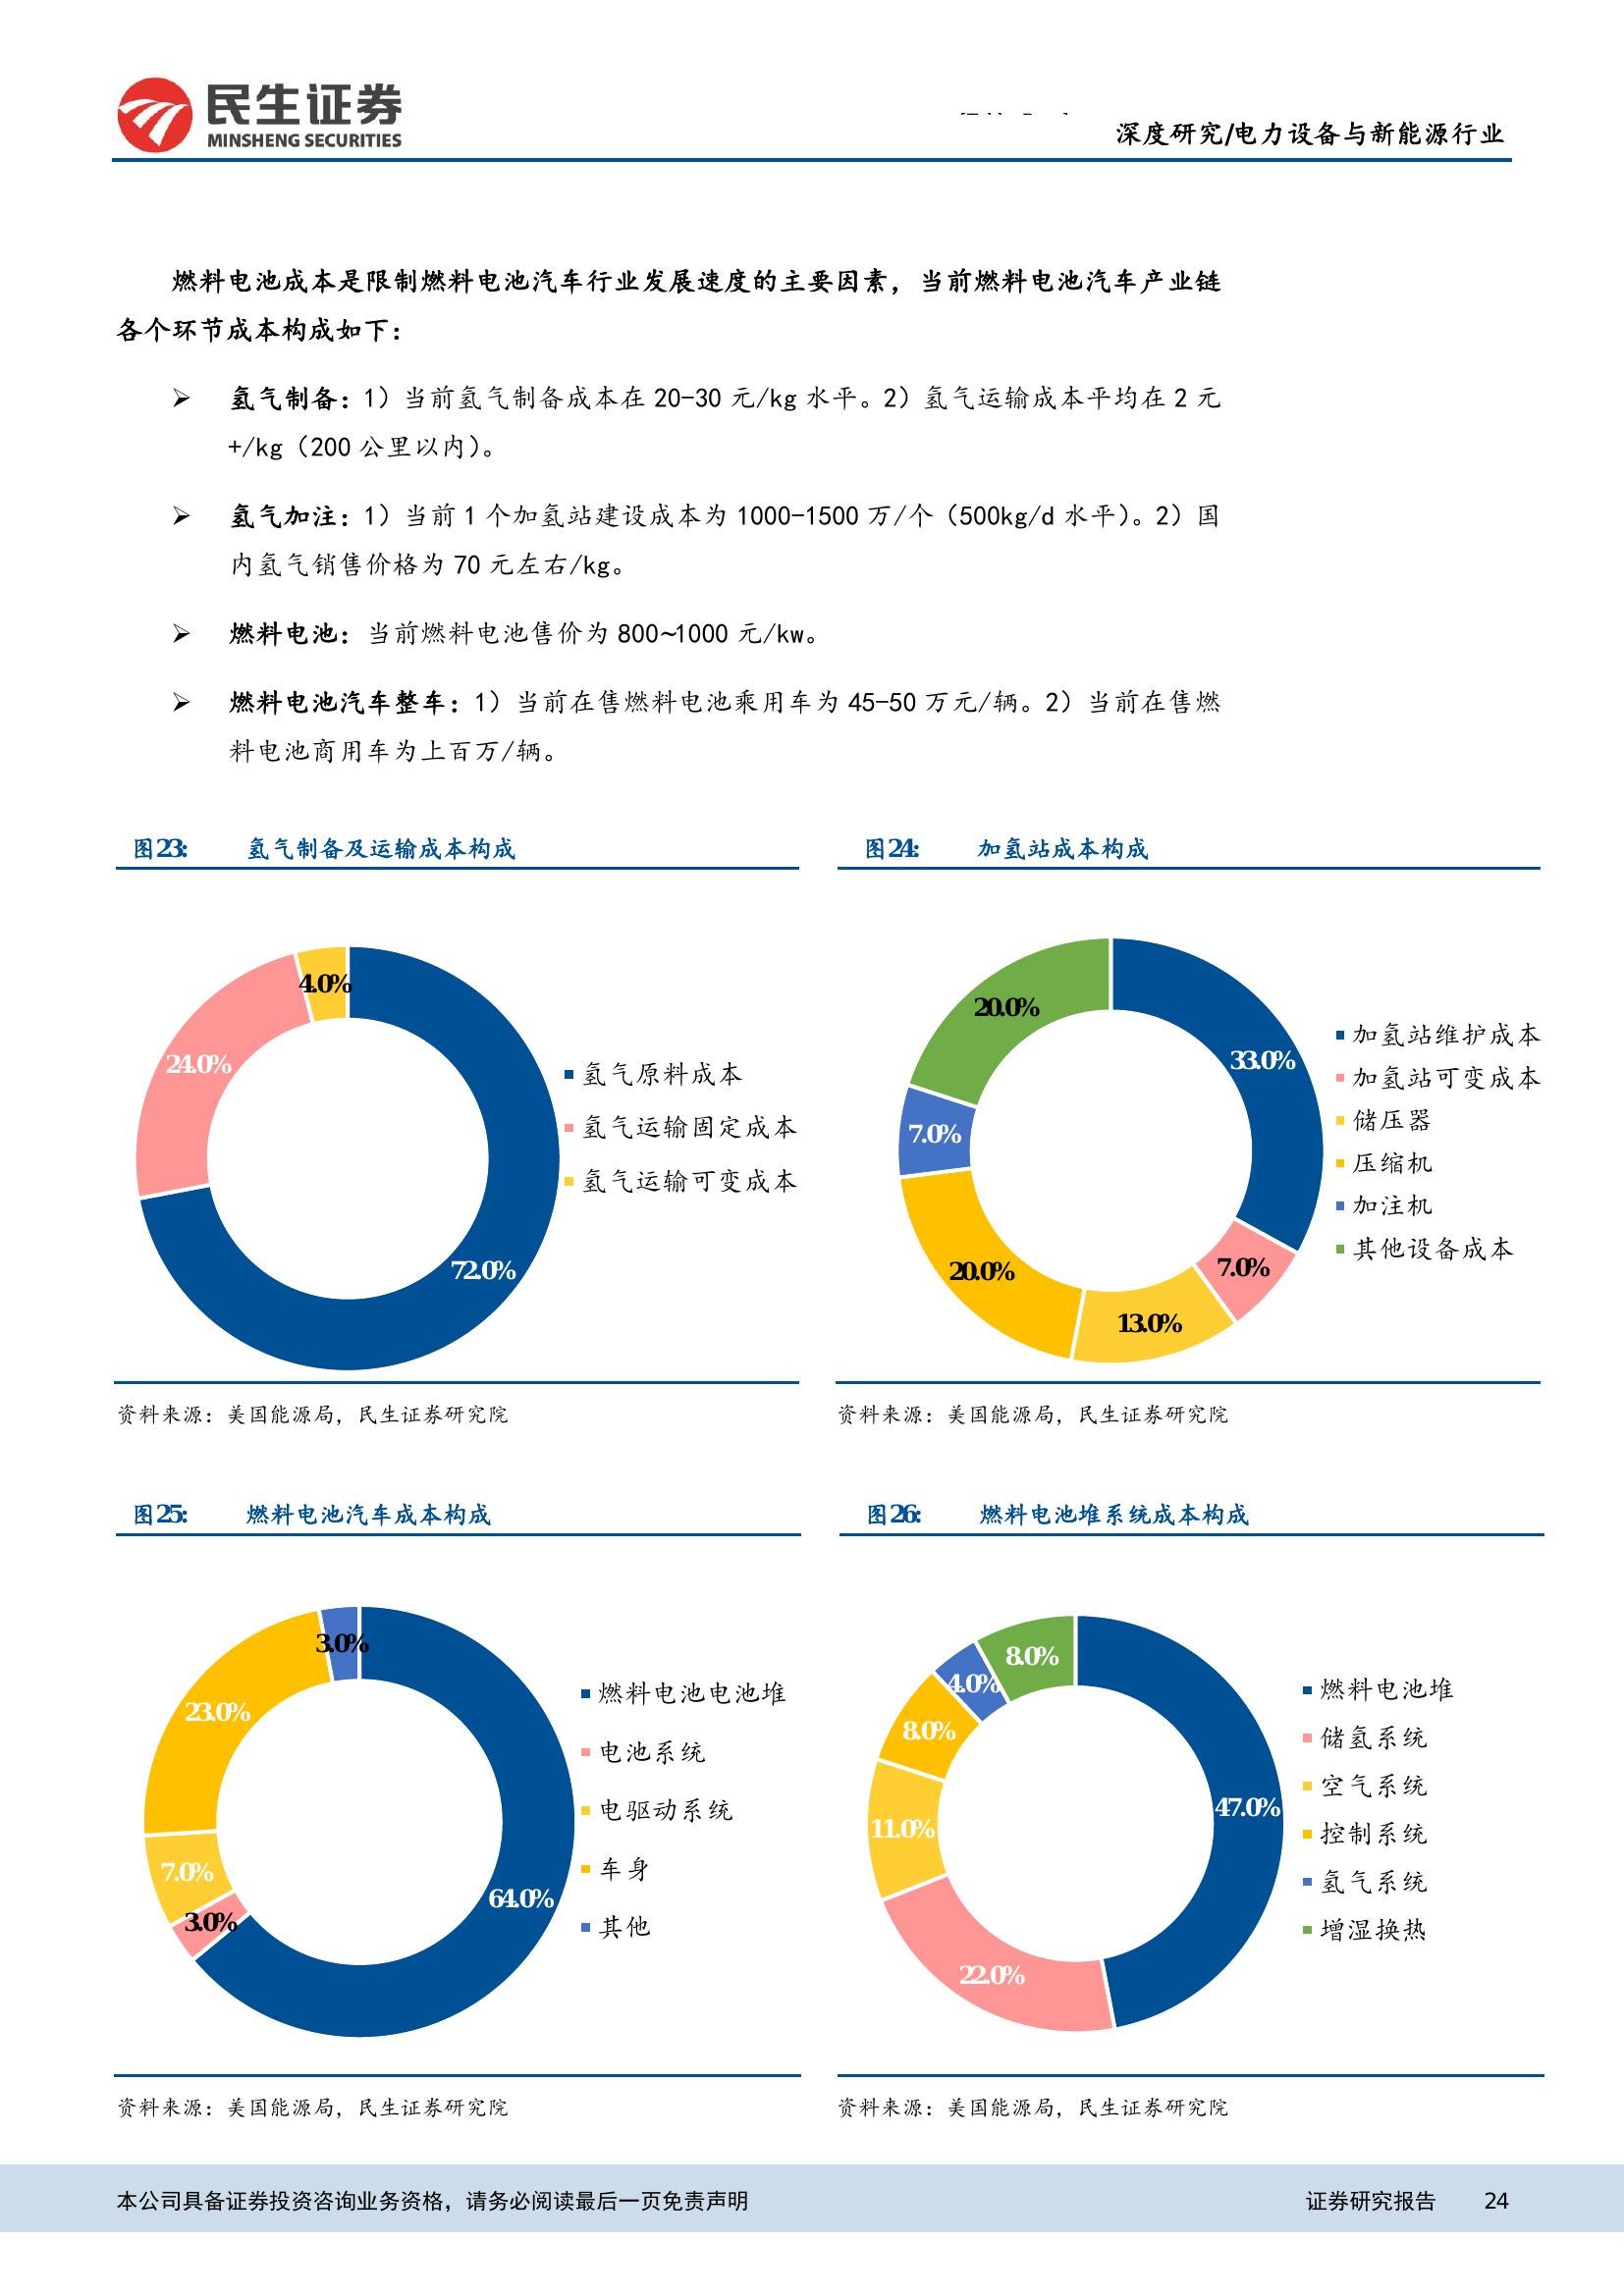 民生证券
MINSHENG SECURITIES
深度研究/电力设备与新能源行业
燃料电池成本是限制燃料电池汽车行业发展速度的主要因素，当前燃料电池汽车产业链
各个环节成本构成如下：
➢ 氢气制备：1）当前氢气制备成本在 20-30 元/kg 水平。2）氢气运输成本平均在 2 元
+/kg（200 公里以内）。
➢ 氢气加注：1）当前 1 个加氢站建设成本为 1000-1500 万/个（500kg/d 水平）。2）国
内氢气销售价格为 70 元左右/kg。
➢ 燃料电池：当前燃料电池售价为 800~1000 元/kw。
➢ 燃料电池汽车整车：1）当前在售燃料电池乘用车为 45-50 万元/辆。2）当前在售燃
料电池商用车为上百万/辆。
图23: 氢气制备及运输成本构成
4.0%
24.0%
72.0%
氢气原料成本
氢气运输固定成本
氢气运输可变成本
资料来源：美国能源局，民生证券研究院
图24: 加氢站成本构成
20.0%
33.0%
7.0%
7.0%
20.0%
13.0%
加氢站维护成本
加氢站可变成本
储压器
压缩机
加注机
其他设备成本
资料来源：美国能源局，民生证券研究院
图25: 燃料电池汽车成本构成
3.0%
23.0%
7.0%
64.0%
3.0%
燃料电池电池堆
电池系统
电驱动系统
车身
其他
资料来源：美国能源局，民生证券研究院
图26: 燃料电池堆系统成本构成
8.0%
4.0%
8.0%
47.0%
11.0%
22.0%
燃料电池堆
储氢系统
空气系统
控制系统
氢气系统
增湿换热
资料来源：美国能源局，民生证券研究院
本公司具备证券投资咨询业务资格，请务必阅读最后一页免责声明
证券研究报告 24